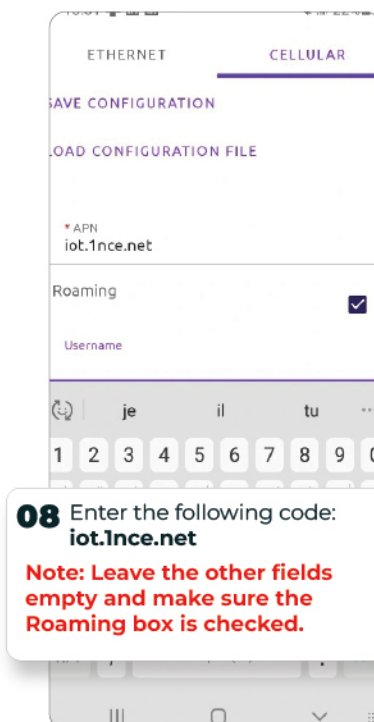 ETHERNET CELLULAR
SAVE CONFIGURATION
LOAD CONFIGURATION FILE
* APN
iot.1nce.net
Roaming
Username
je il tu ...
1 2 3 4 5 6 7 8 9 0
08 Enter the following code:
iot.1nce.net
Note: Leave the other fields
empty and make sure the
Roaming box is checked.